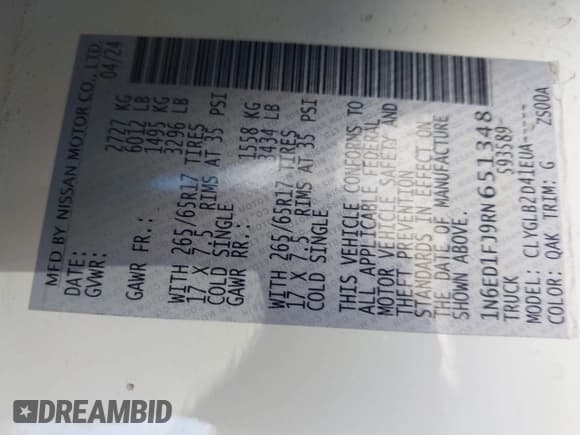 MFD BY NISSAN MOTOR CO., LTD.
DATE: 04/24
GVWR: 2727 KG
6012 LB
GAWR FR.: 1495 KG
3296 LB
WITH 265/65R17 TIRES
17 X 7.5 RIMS AT 35 PSI
COLD SINGLE
GAWR RR.: 1558 KG
3434 LB
WITH 265/65R17 TIRES
17 X 7.5 RIMS AT 35 PSI
COLD SINGLE
THIS VEHICLE CONFORMS TO
ALL APPLICABLE FEDERAL
MOTOR VEHICLE SAFETY AND
THEFT PREVENTION
STANDARDS IN EFFECT ON
THE DATE OF MANUFACTURE
SHOWN ABOVE.
1N6ED1FJ9RN651348
TRUCK 593589-
MODEL: CLYGLB2D41EUA-----
COLOR: QAK TRIM: G ZS00A
DREAMBID